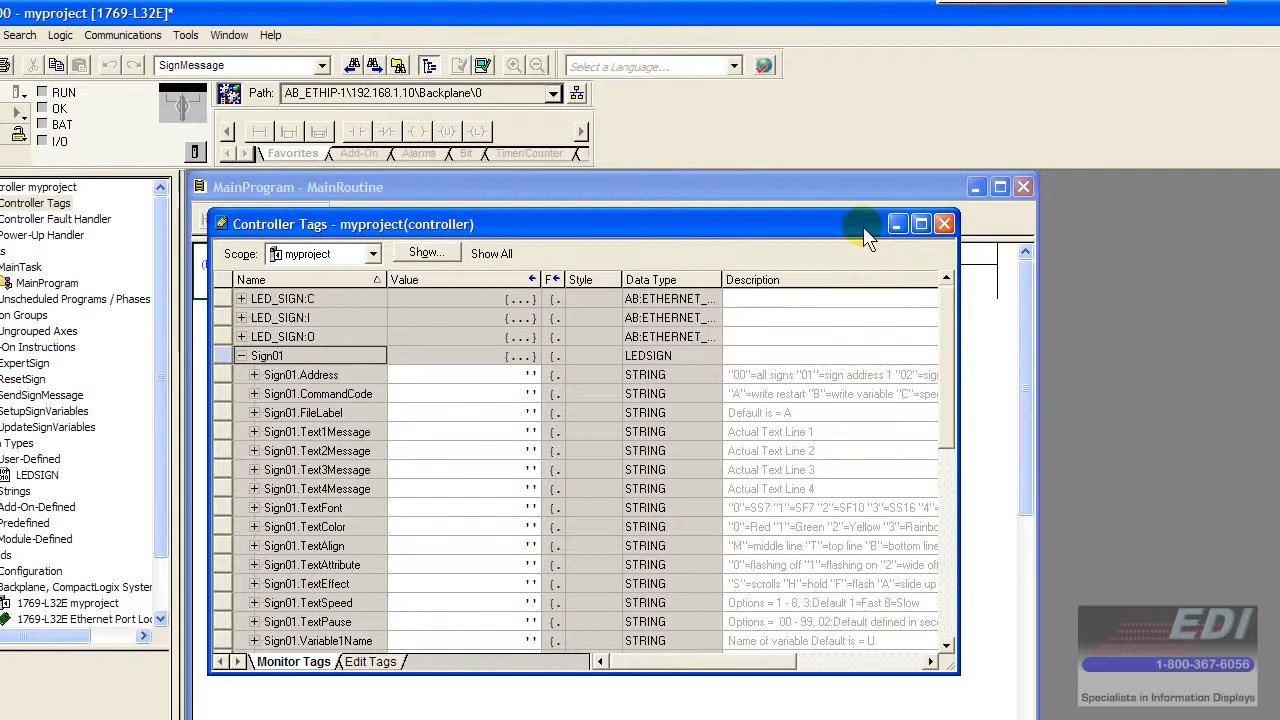 00 - myproject [1769-L32E]*
Search Logic Communications Tools Window Help
SignMessage
Select a Language...
RUN
OK
BAT
I/O
Path: AB_ETHIP-1\192.168.1.10\Backplane\0
Favorites Add-On Alarms Bit Timer/Counter
troller myproject
Controller Tags
Controller Fault Handler
Power-Up Handler
MainTask
MainProgram
Unscheduled Programs / Phases
on Groups
Ungrouped Axes
-On Instructions
ExpertSign
ResetSign
SendSignMessage
SetupSignVariables
UpdateSignVariables
Types
User-Defined
LEDSIGN
Strings
Add-On-Defined
Predefined
Module-Defined
ds
Configuration
Backplane, CompactLogix System
1769-L32E myproject
1769-L32E Ethernet Port Loc
MainProgram - MainRoutine
Controller Tags - myproject(controller)
Scope: myproject Show... Show All
Name Value F Style Data Type Description
LED_SIGN:C {...} {. AB:ETHERNET_...
LED_SIGN:I {...} {. AB:ETHERNET_...
LED_SIGN:O {...} {. AB:ETHERNET_...
Sign01 {...} {. LEDSIGN
Sign01.Address '' {. STRING "00"=all signs "01"=sign address 1 "02"=sig
Sign01.CommandCode '' {. STRING "A"=write restart "B"=write variable "C"=spe
Sign01.FileLabel '' {. STRING Default is = A
Sign01.Text1Message '' {. STRING Actual Text Line 1
Sign01.Text2Message '' {. STRING Actual Text Line 2
Sign01.Text3Message '' {. STRING Actual Text Line 3
Sign01.Text4Message '' {. STRING Actual Text Line 4
Sign01.TextFont '' {. STRING "0"=SS7 "1"=SF7 "2"=SF10 "3"=SS16 "4"=
Sign01.TextColor '' {. STRING "0"=Red "1"=Green "2"=Yellow "3"=Rainbo
Sign01.TextAlign '' {. STRING "M"=middle line "T"=top line "B"=bottom line
Sign01.TextAttribute '' {. STRING "0"=flashing off "1"=flashing on "2"=wide off
Sign01.TextEffect '' {. STRING "S"=scrolls "H"=hold "F"=flash "A"=slide up
Sign01.TextSpeed '' {. STRING Options = 1 - 8, 3:Default 1=Fast 8=Slow
Sign01.TextPause '' {. STRING Options = 00 - 99, 02:Default defined in seco
Sign01.Variable1Name '' {. STRING Name of variable Default is = U
Monitor Tags Edit Tags
EDI
1-800-367-6056
Specialists in Information Displays